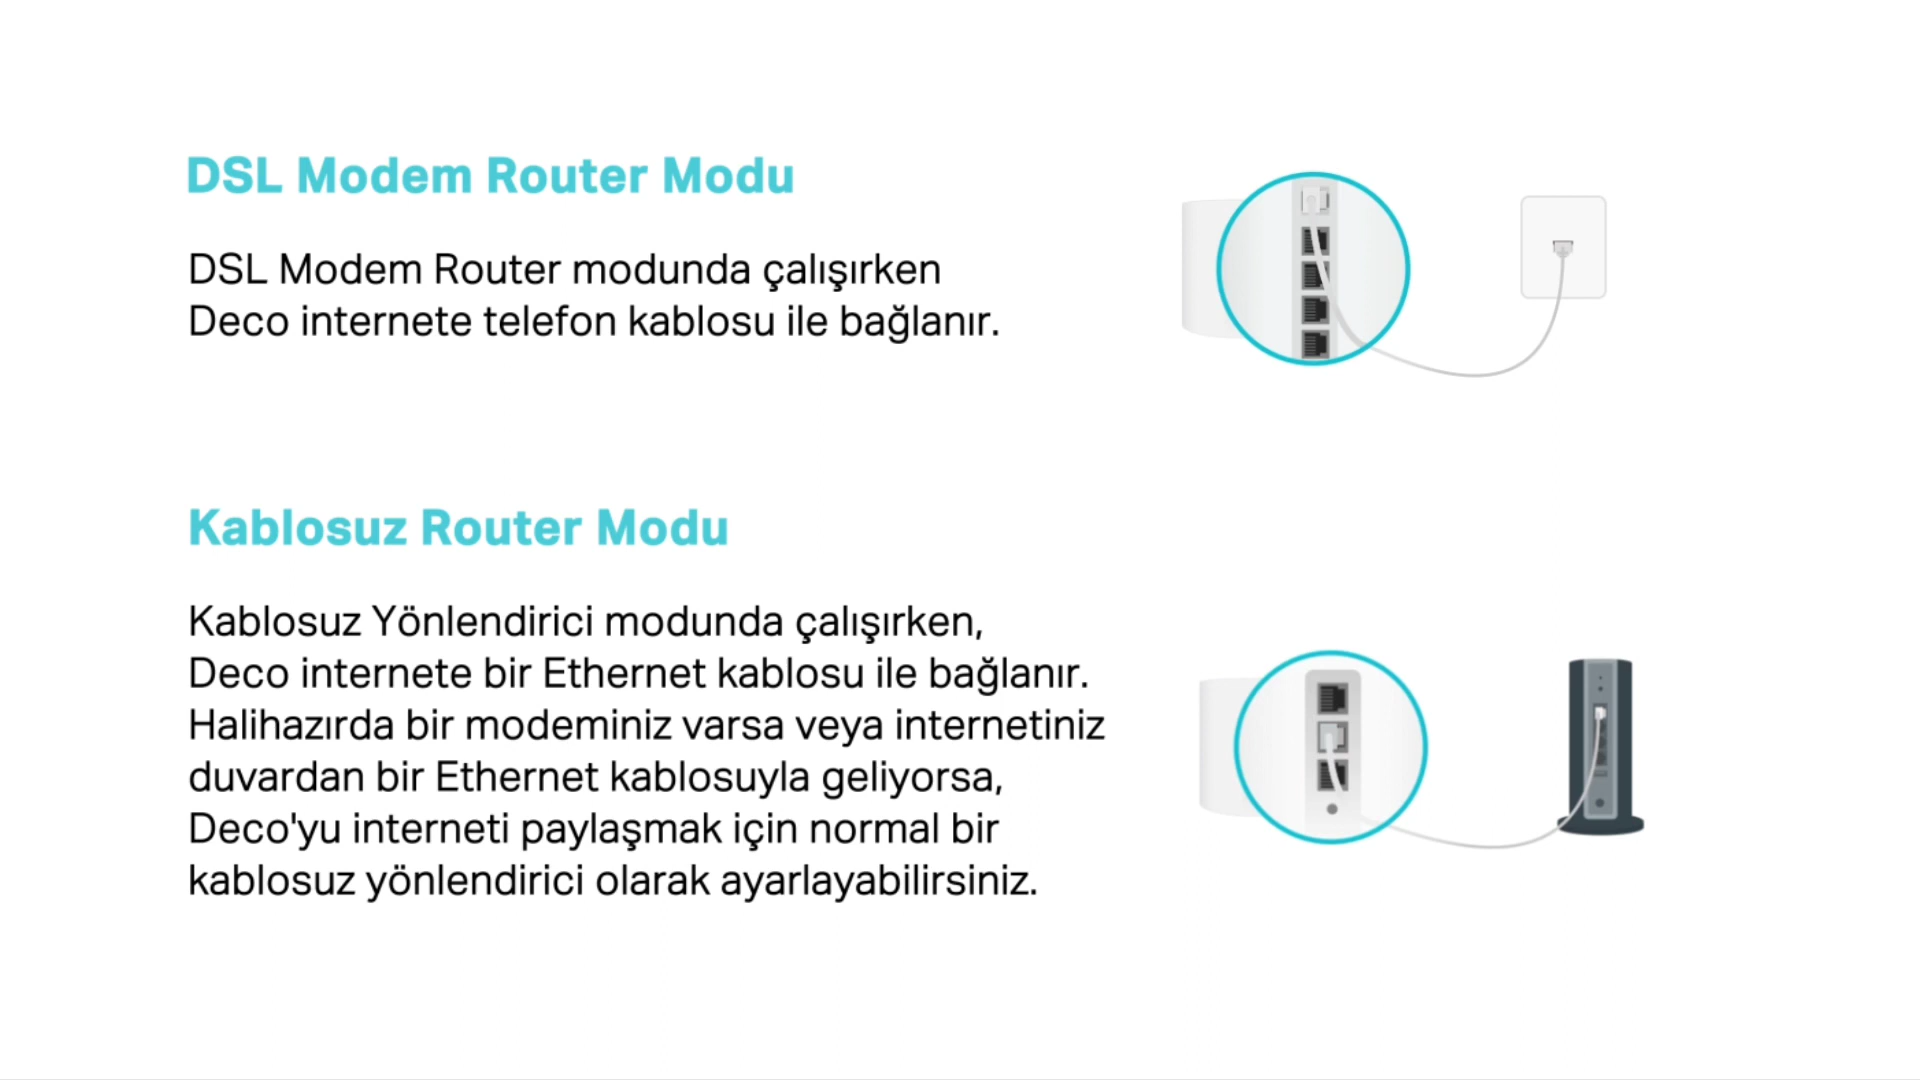 DSL Modem Router Modu
DSL Modem Router modunda çalışırken
Deco internete telefon kablosu ile bağlanır.
Kablosuz Router Modu
Kablosuz Yönlendirici modunda çalışırken,
Deco internete bir Ethernet kablosu ile bağlanır.
Halihazırda bir modeminiz varsa veya internetiniz
duvardan bir Ethernet kablosuyla geliyorsa,
Deco'yu interneti paylaşmak için normal bir
kablosuz yönlendirici olarak ayarlayabilirsiniz.